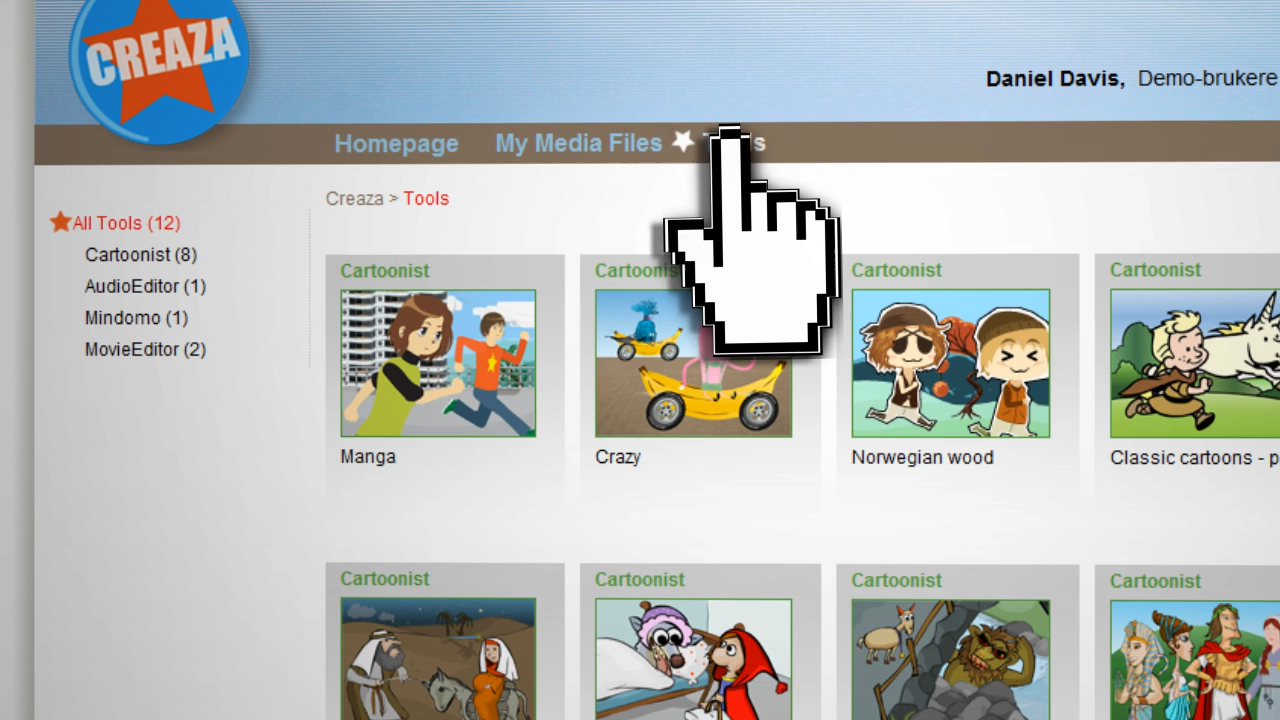 CREAZA
Daniel Davis, Demo-brukere
Homepage
My Media Files
Creaza > Tools
All Tools (12)
Cartoonist (8)
AudioEditor (1)
Mindomo (1)
MovieEditor (2)
Cartoonist
Cartoonis
Cartoonist
Cartoonist
Manga
Crazy
Norwegian wood
Classic cartoons - p
Cartoonist
Cartoonist
Cartoonist
Cartoonist